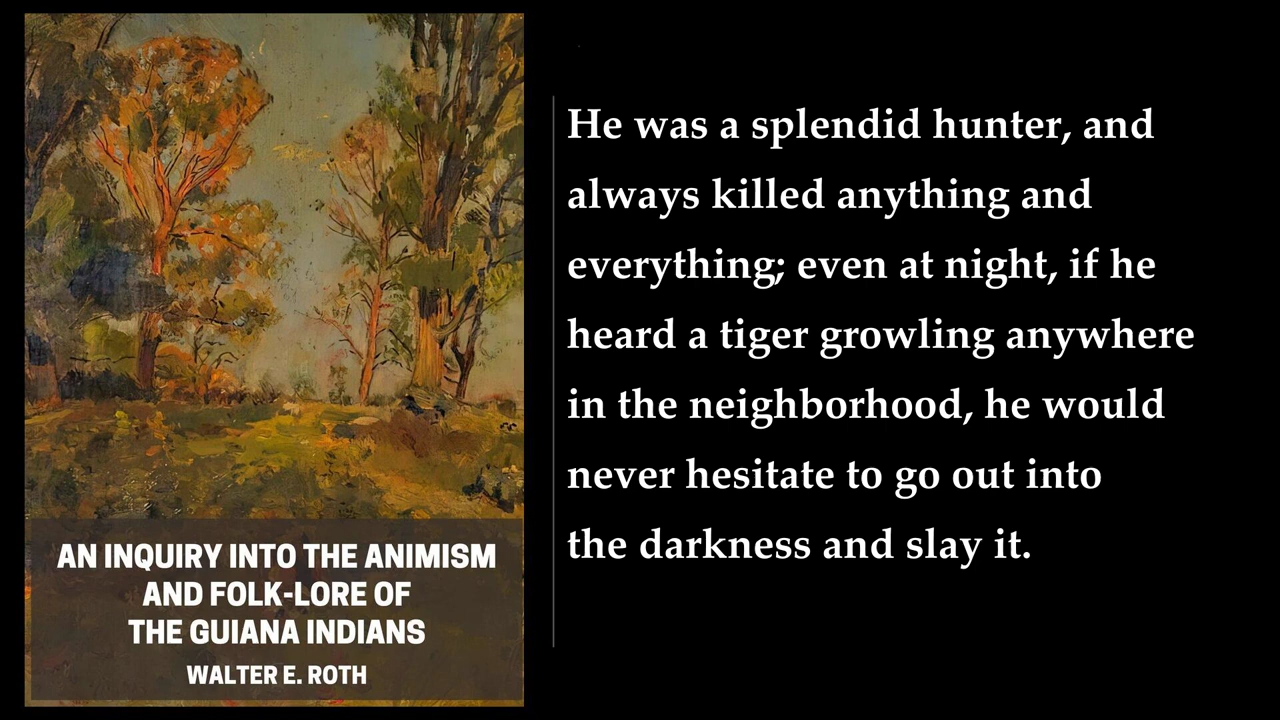 AN INQUIRY INTO THE ANIMISM
AND FOLK-LORE OF
THE GUIANA INDIANS
WALTER E. ROTH
He was a splendid hunter, and
always killed anything and
everything; even at night, if he
heard a tiger growling anywhere
in the neighborhood, he would
never hesitate to go out into
the darkness and slay it.